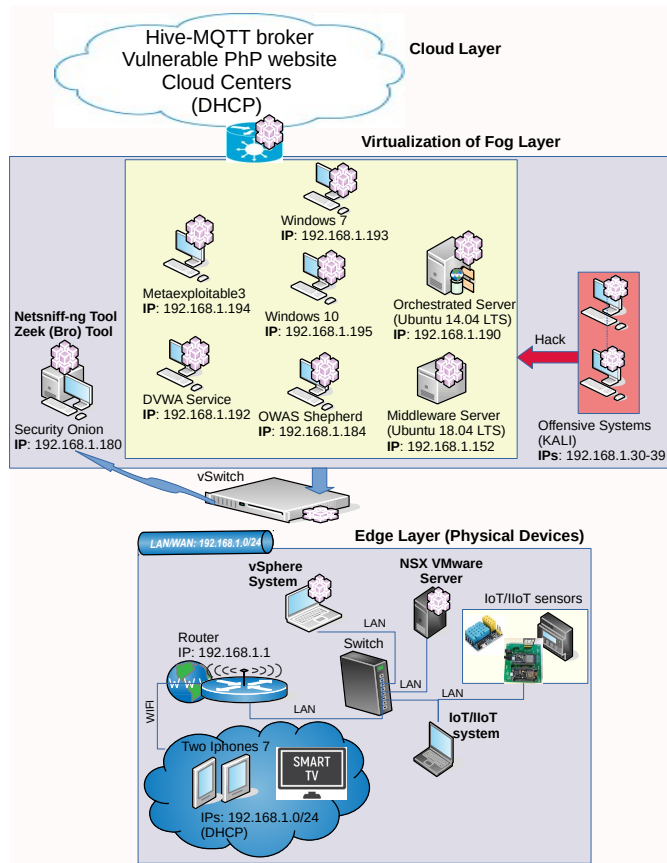 Hive-MQTT broker
Vulnerable PhP website
Cloud Centers
(DHCP)
Cloud Layer
Virtualization of Fog Layer
Windows 7
IP: 192.168.1.193
Metaexploitable3
IP: 192.168.1.194
Windows 10
IP: 192.168.1.195
Orchestrated Server
(Ubuntu 14.04 LTS)
IP: 192.168.1.190
Netsniff-ng Tool
Zeek (Bro) Tool
Security Onion
IP: 192.168.1.180
DVWA Service
IP: 192.168.1.192
OWAS Shepherd
IP: 192.168.1.184
Middleware Server
(Ubuntu 18.04 LTS)
IP: 192.168.1.152
Hack
Offensive Systems
(KALI)
IPs: 192.168.1.30-39
vSwitch
LAN/WAN: 192.168.1.0/24
Edge Layer (Physical Devices)
vSphere
System
NSX VMware
Server
IoT/IIoT sensors
LAN
Router
IP: 192.168.1.1
Switch
WWW
LAN
LAN
LAN
WIFI
IoT/IIoT
system
Two Iphones 7
SMART
TV
IPs: 192.168.1.0/24
(DHCP)